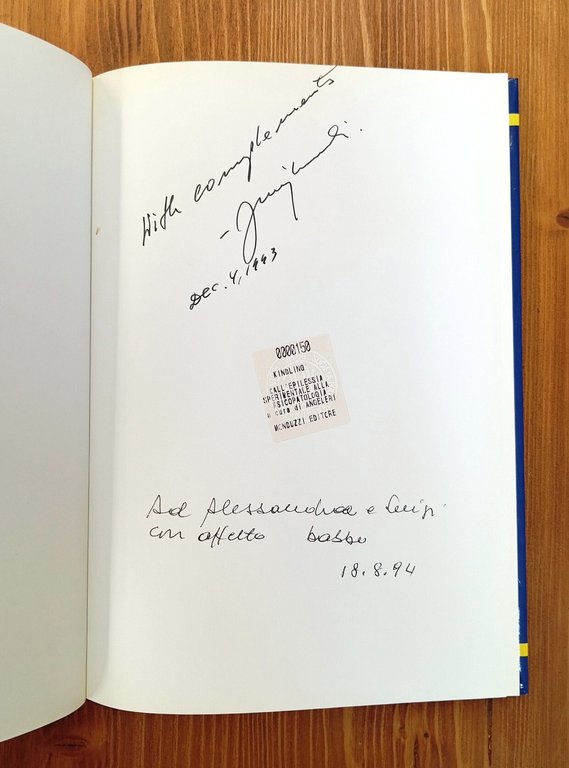 With complements
Dec. 4, 1993
0000150
KINDLING
DALL'EPILESSIA
SPERIMENTALE ALLA
PSICOPATOLOGIA
a cura di ANGELERI
MONDUZZI EDITORE
Ad Alessandra e Luigi
con affetto babbo
18.8.94